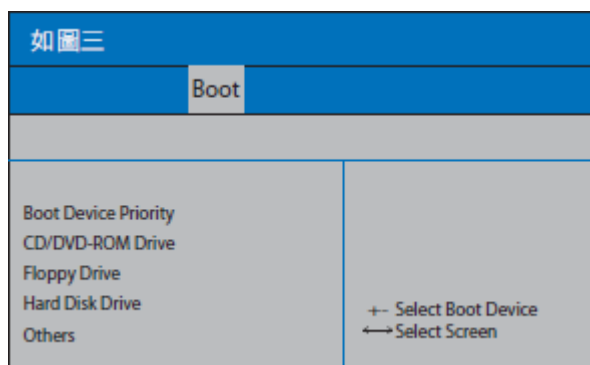 如圖三
Boot
Boot Device Priority
CD/DVD-ROM Drive
Floppy Drive
Hard Disk Drive
Others
+- Select Boot Device
←→ Select Screen